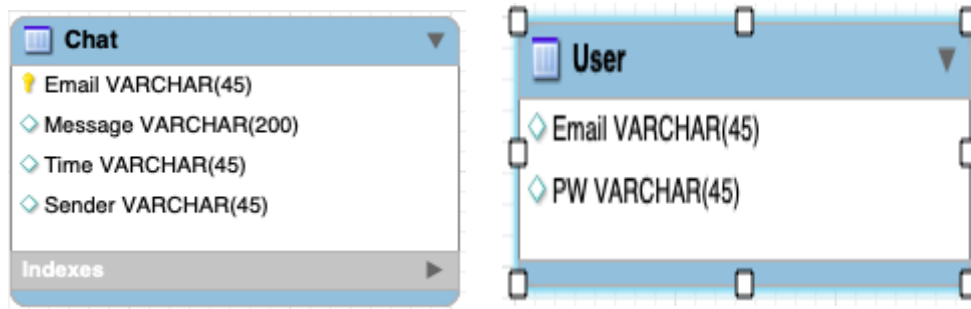 Chat
Email VARCHAR(45)
Message VARCHAR(200)
Time VARCHAR(45)
Sender VARCHAR(45)
Indexes
User
Email VARCHAR(45)
PW VARCHAR(45)